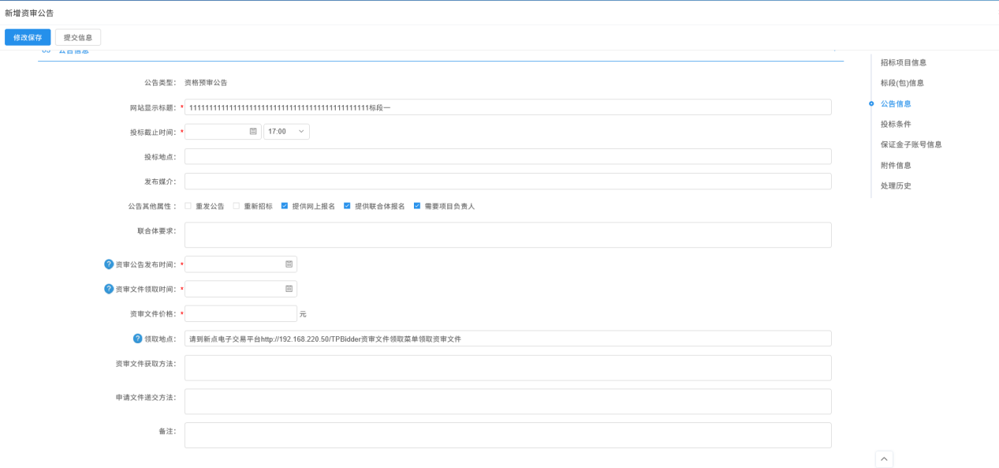 新增资审公告
修改保存 提交信息
03 公告信息
招标项目信息
标段(包)信息
公告信息
投标条件
保证金子账号信息
附件信息
处理历史
公告类型： 资格预审公告
网站显示标题：* 11111111111111111111111111111111111111111111标段一
投标截止时间：* 17:00
投标地点：
发布媒介：
公告其他属性： 重发公告 重新招标 提供网上报名 提供联合体报名 需要项目负责人
联合体要求：
? 资审公告发布时间：*
? 资审文件领取时间：*
资审文件价格：* 元
? 领取地点： 请到新点电子交易平台http://192.168.220.50/TPBidder资审文件领取菜单领取资审文件
资审文件获取方法：
申请文件递交方法：
备注：